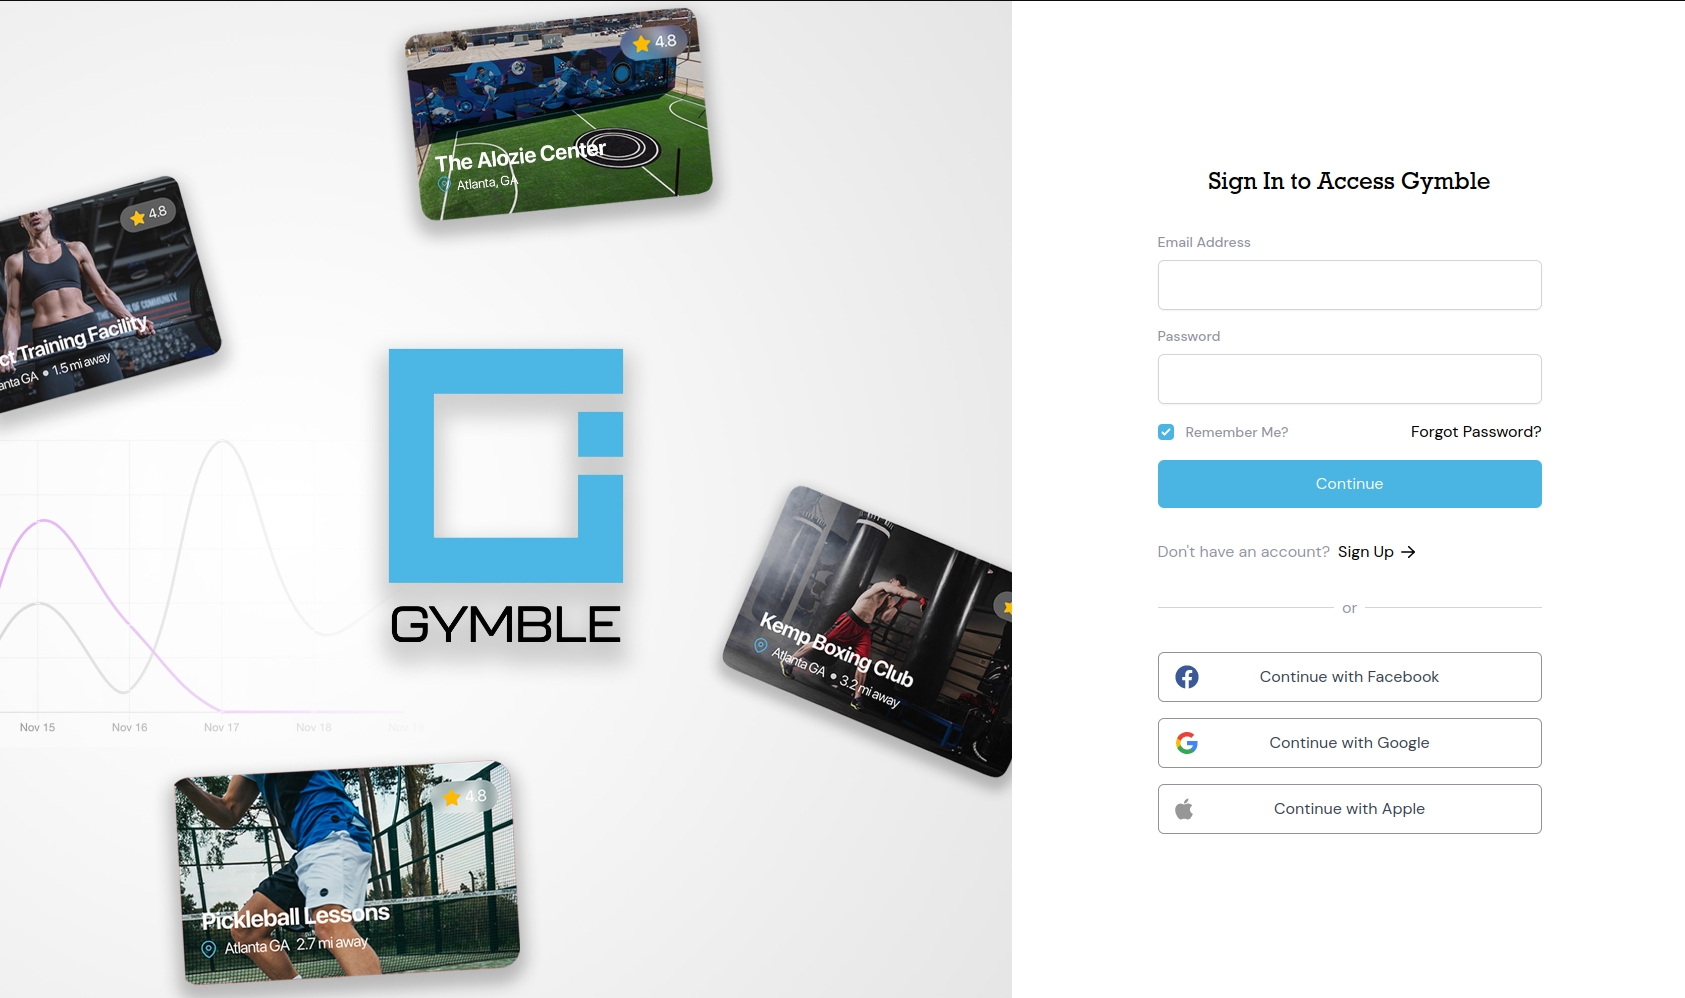 4.8
The Alozie Center
Atlanta, GA
4.8
Training Facility
GA • 1.5 mi away
GYMBLE
Kemp Boxing Club
Atlanta GA • 3.2 mi away
Nov 15
Nov 16
Nov 17
Nov 18
4.8
Pickleball Lessons
Atlanta GA 2.7 mi away
Sign In to Access Gymble
Email Address
Password
Remember Me?
Forgot Password?
Continue
Don't have an account? Sign Up →
or
Continue with Facebook
Continue with Google
Continue with Apple